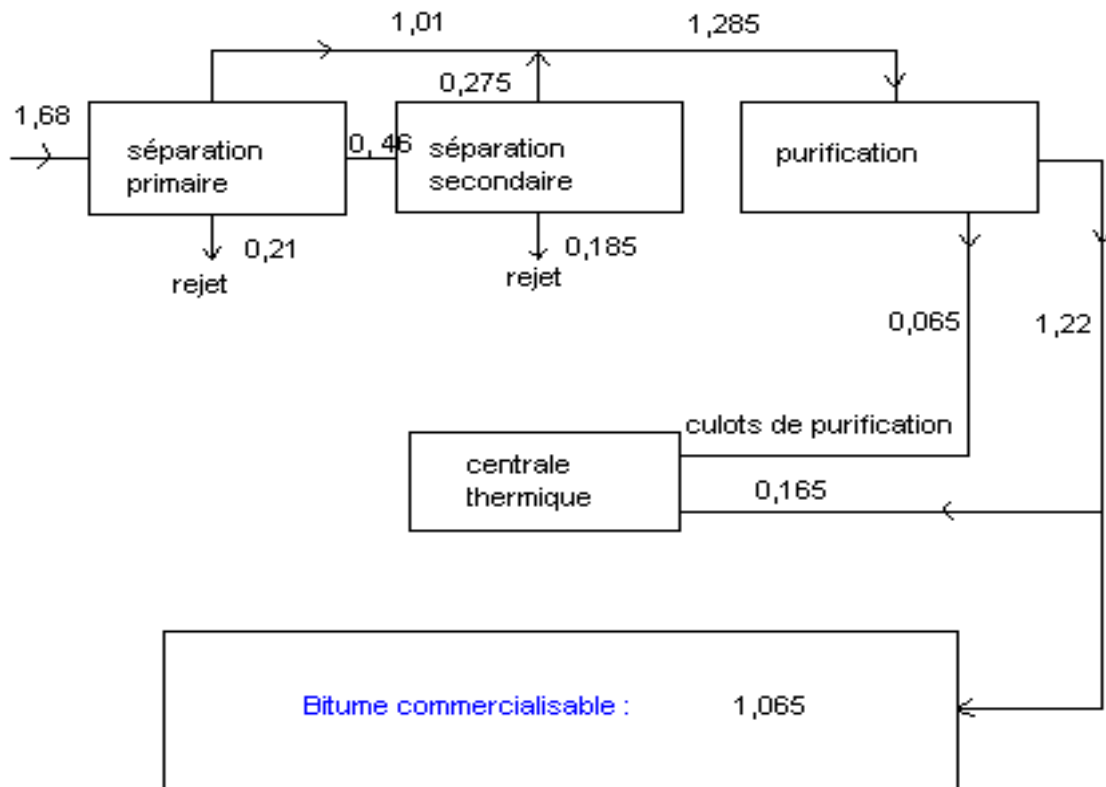 1,01
1,285
0,275
1,68
séparation
primaire
0, 46
séparation
secondaire
purification
0,21
rejet
0,185
rejet
0,065
1,22
culots de purification
centrale
thermique
0,165
Bitume commercialisable : 1,065